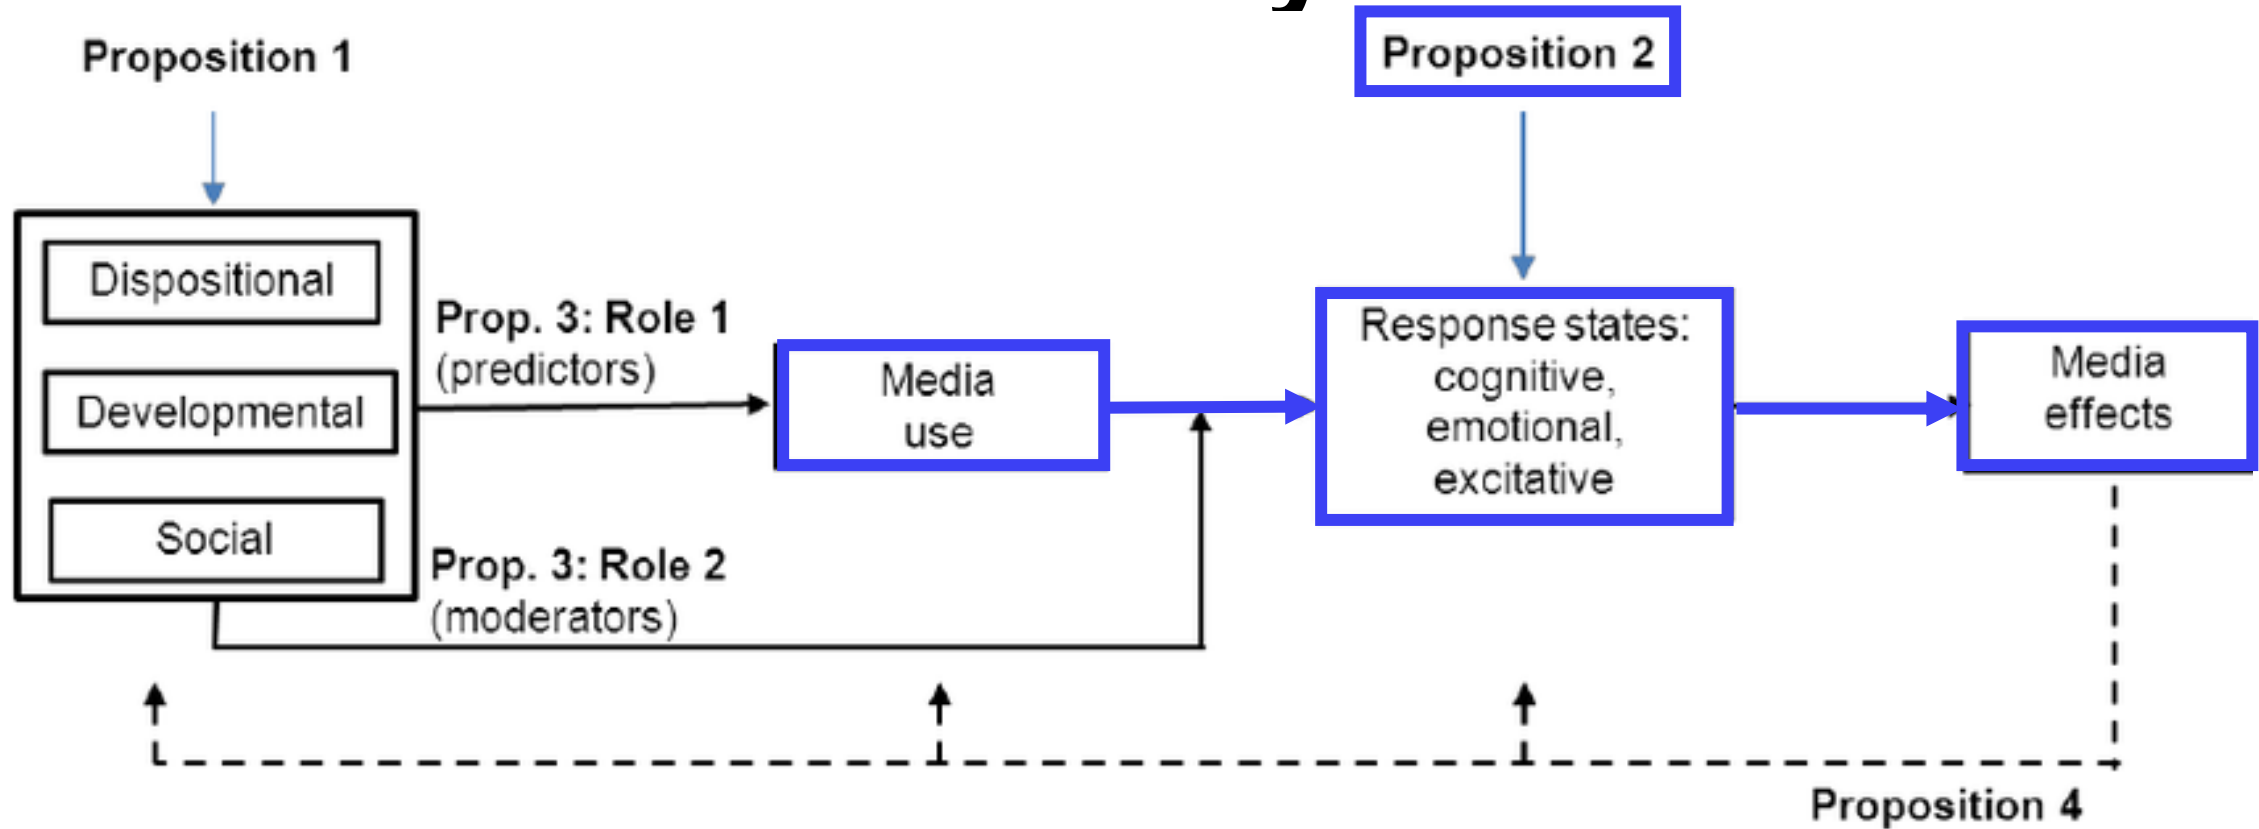 Proposition 1
Proposition 2
Dispositional
Developmental
Social
Prop. 3: Role 1
(predictors)
Prop. 3: Role 2
(moderators)
Media
use
Response states:
cognitive,
emotional,
excitative
Media
effects
Proposition 4